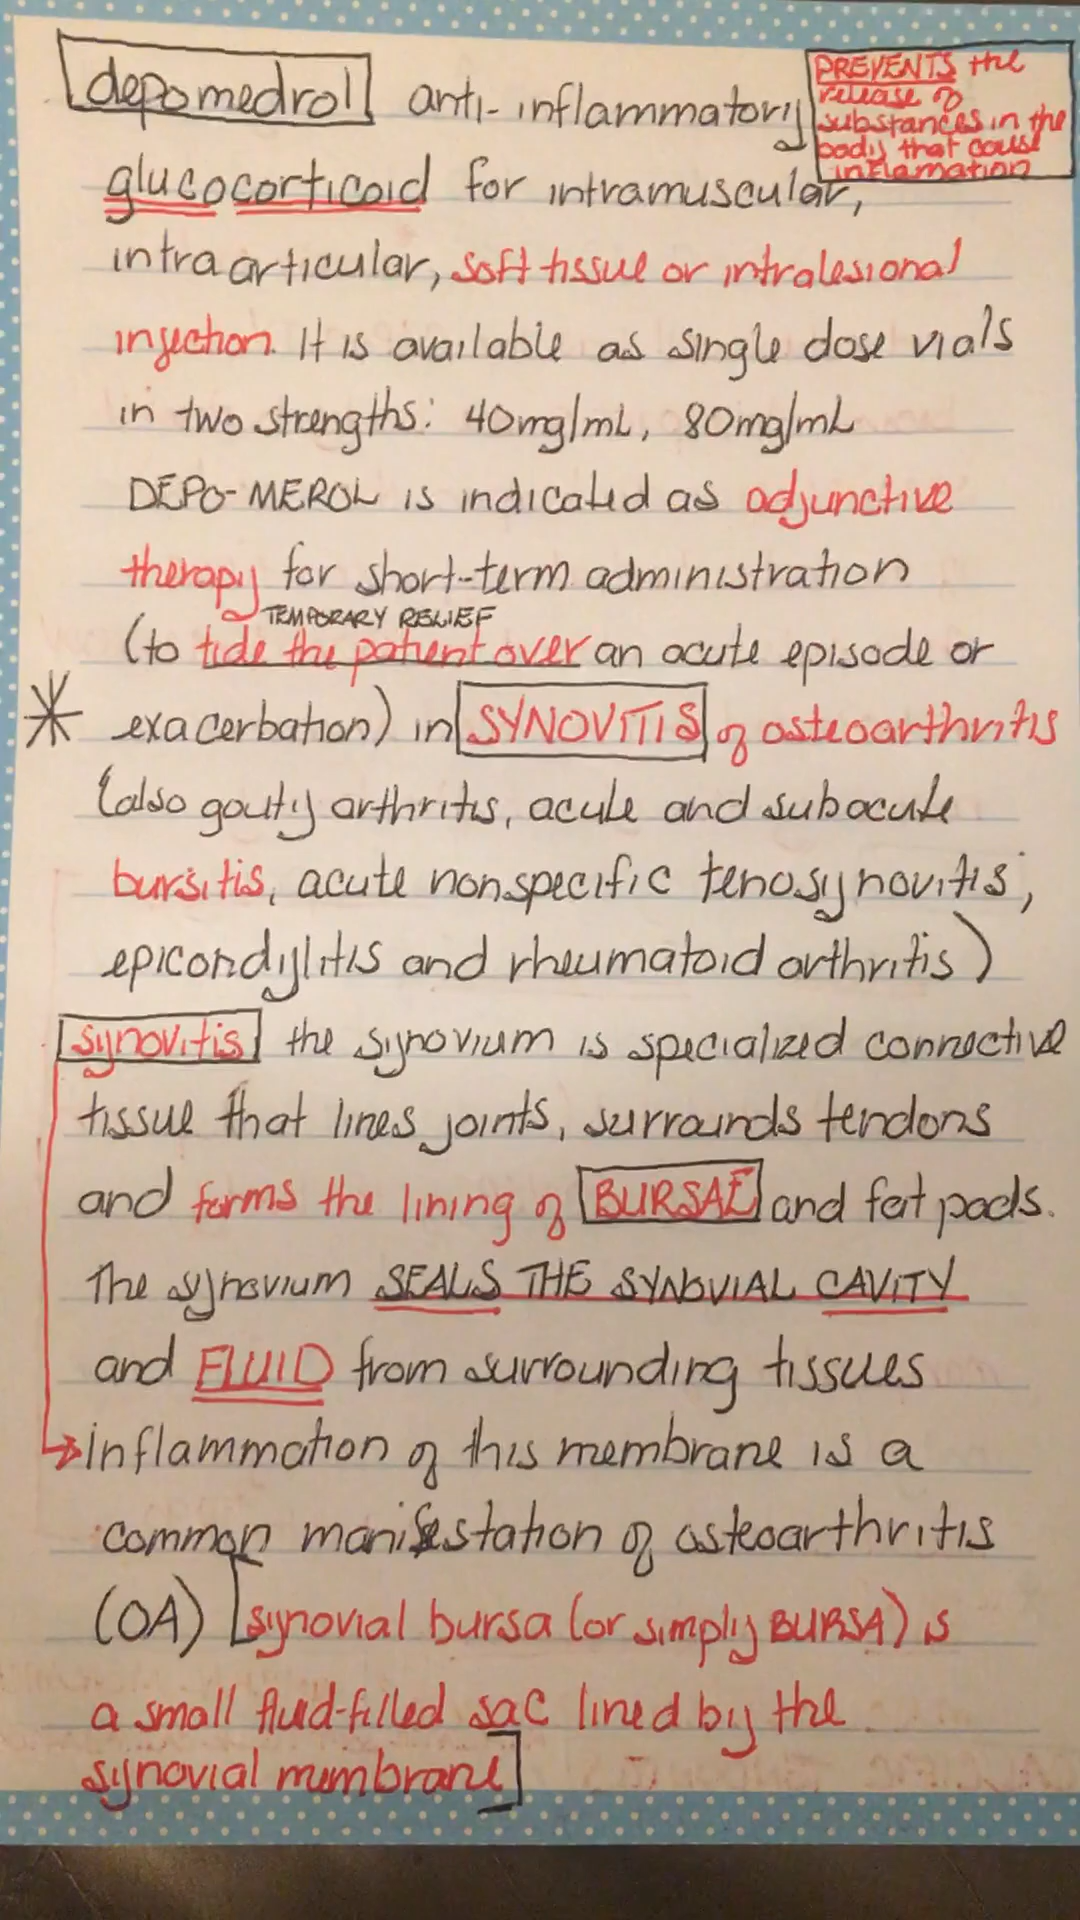 depomedrol anti-inflammatory
PREVENTS the
release of
substances in the
body that cause
inflamation
glucocorticoid for intramuscular,
intraarticular, soft tissue or intralesional
injection. It is available as single dose vials
in two strengths: 40mg/mL, 80mg/mL
DEPO-MEROL is indicated as adjunctive
therapy for short-term administration
TEMPORARY RELIEF
(to tide the patient over an acute episode or
* exacerbation) in SYNOVITIS of osteoarthritis
(also gouty arthritis, acute and subacute
bursitis, acute nonspecific tenosynovitis,
epicondylitis and rheumatoid arthritis)
synovitis the synovium is specialized connective
tissue that lines joints, surrounds tendons
and forms the lining of BURSAE and fat pads.
The synovium SEALS THE SYNOVIAL CAVITY
and FLUID from surrounding tissues
→ inflammation of this membrane is a
common manifestation of osteoarthritis
(OA) [synovial bursa (or simply BURSA) is
a small fluid-filled sac lined by the
synovial membrane]